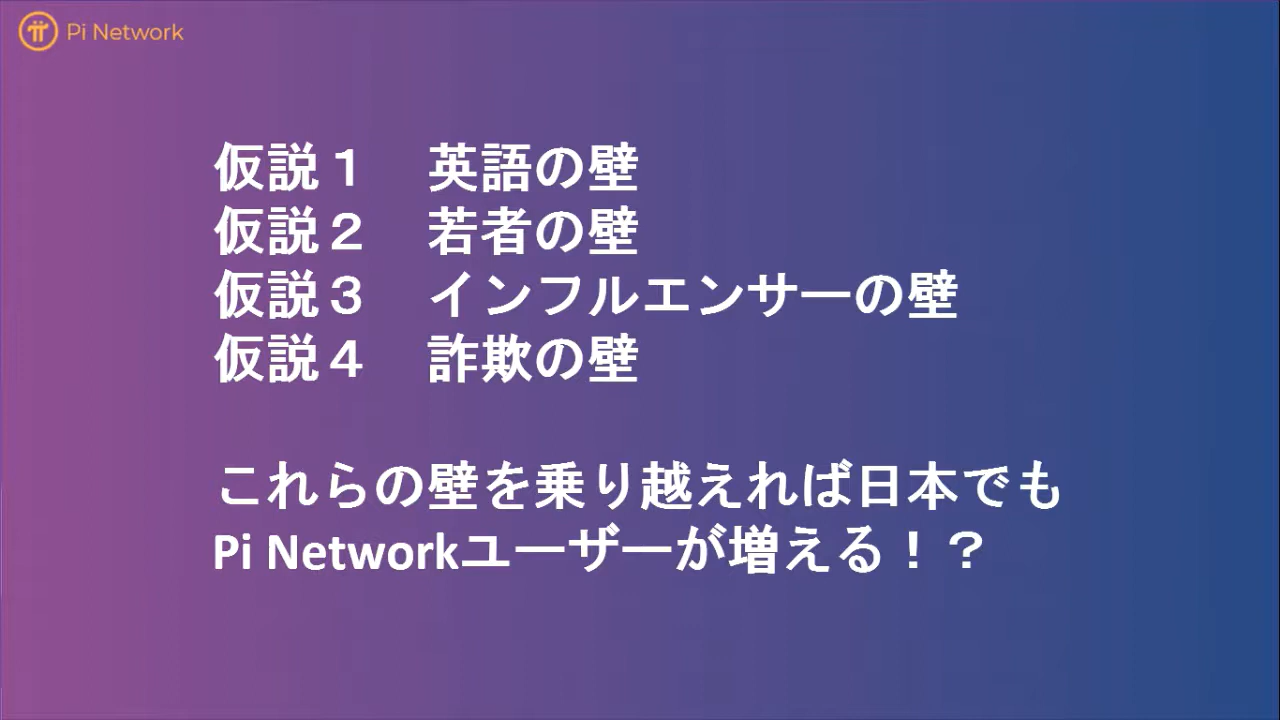 Pi Network
仮説１　英語の壁
仮説２　若者の壁
仮説３　インフルエンサーの壁
仮説４　詐欺の壁
これらの壁を乗り越えれば日本でも
Pi Networkユーザーが増える！？